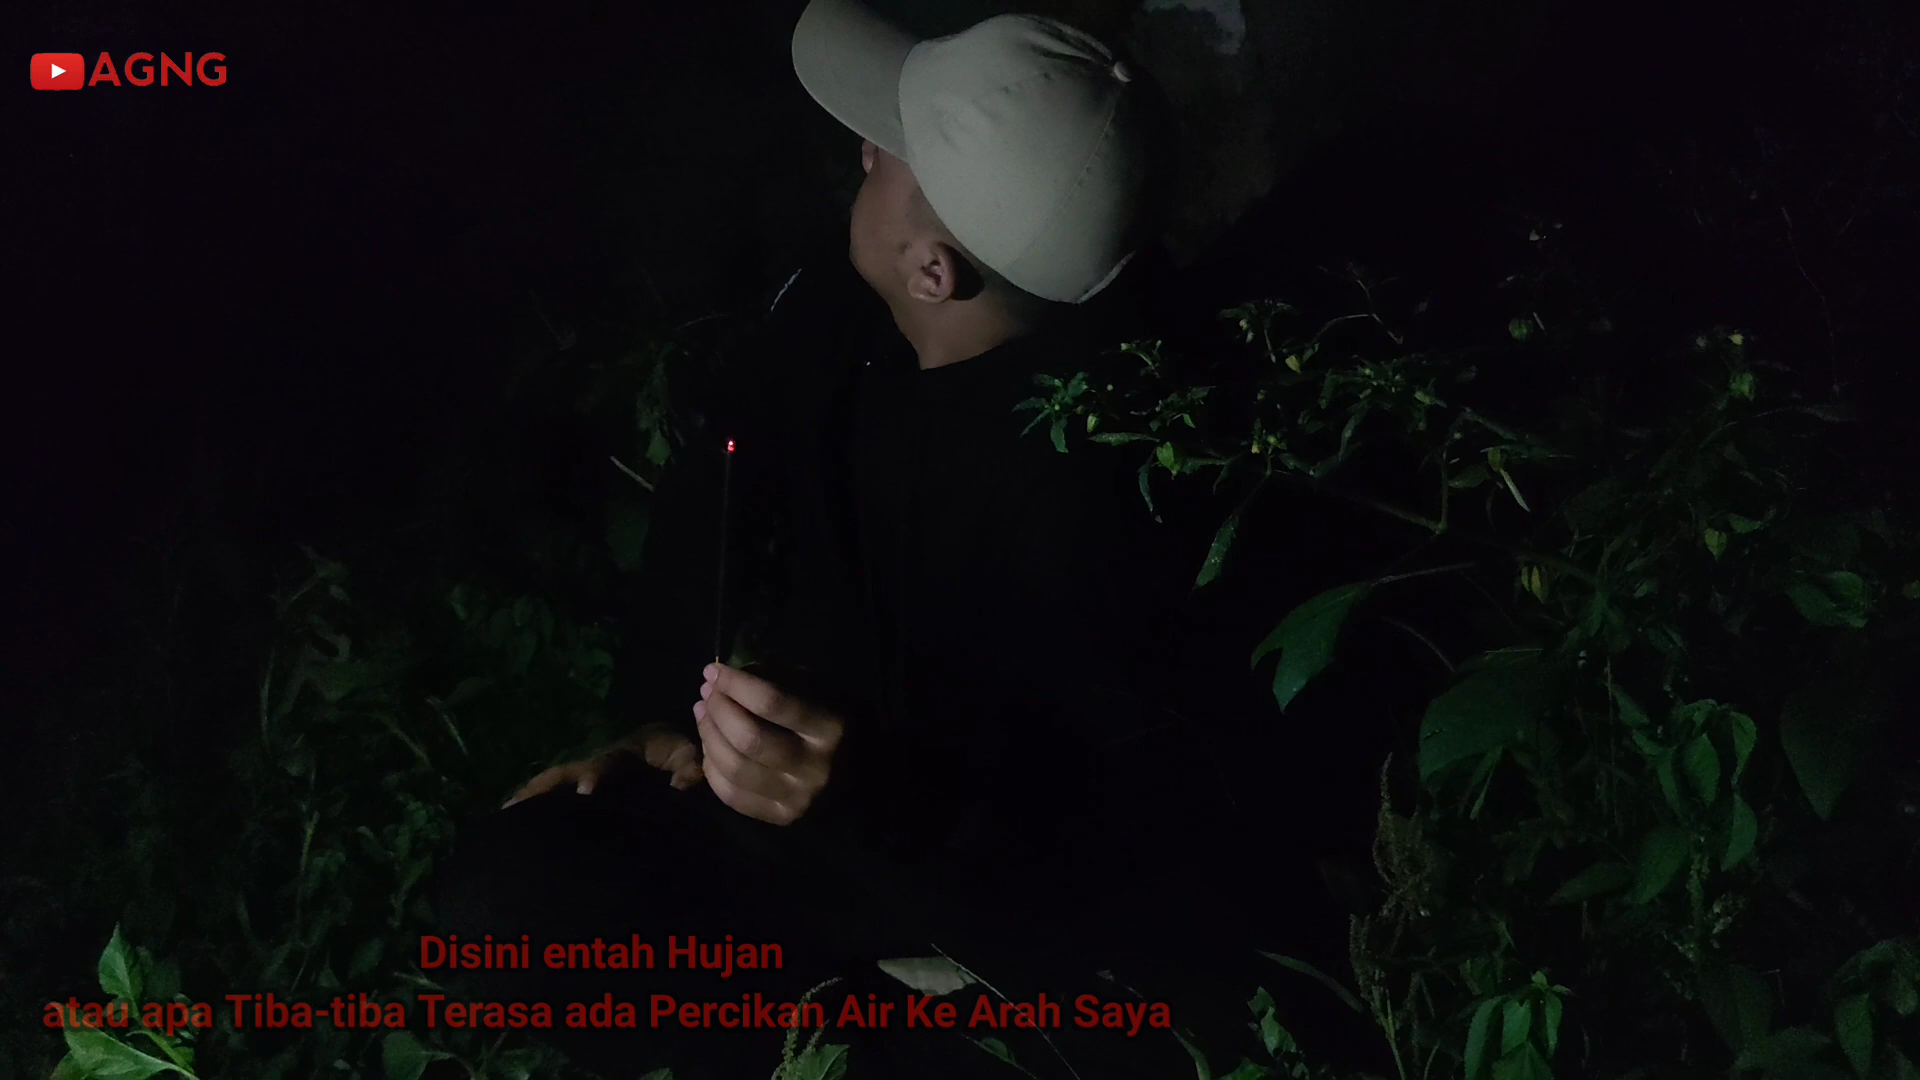 AGNG
Disini entah Hujan
atau apa Tiba-tiba Terasa ada Percikan Air Ke Arah Saya